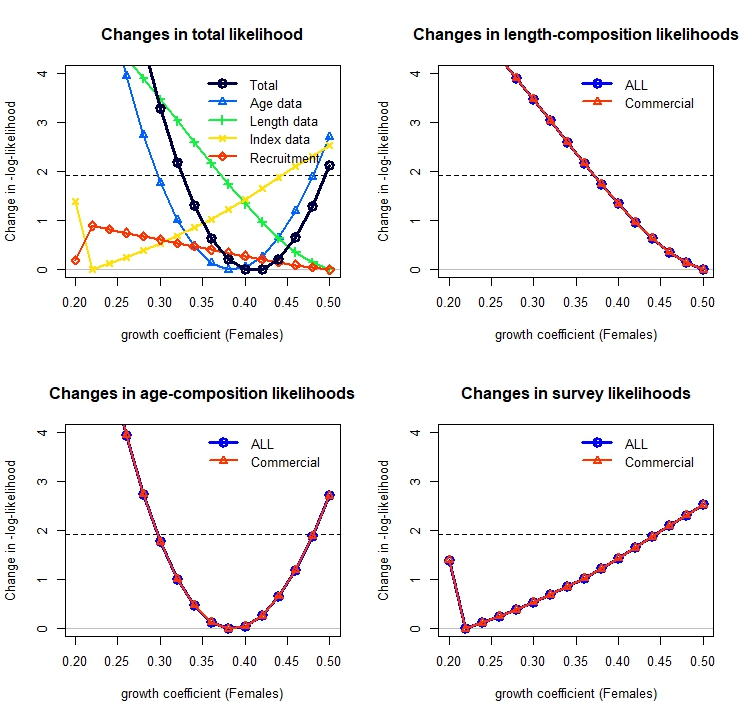 Changes in total likelihood
Change in -log-likelihood
4
3
2
1
0
Total
Age data
Length data
Index data
Recruitment
0.20 0.25 0.30 0.35 0.40 0.45 0.50
growth coefficient (Females)
Changes in length-composition likelihoods
Change in -log-likelihood
4
3
2
1
0
ALL
Commercial
0.20 0.25 0.30 0.35 0.40 0.45 0.50
growth coefficient (Females)
Changes in age-composition likelihoods
Change in -log-likelihood
4
3
2
1
0
ALL
Commercial
0.20 0.25 0.30 0.35 0.40 0.45 0.50
growth coefficient (Females)
Changes in survey likelihoods
Change in -log-likelihood
4
3
2
1
0
ALL
Commercial
0.20 0.25 0.30 0.35 0.40 0.45 0.50
growth coefficient (Females)